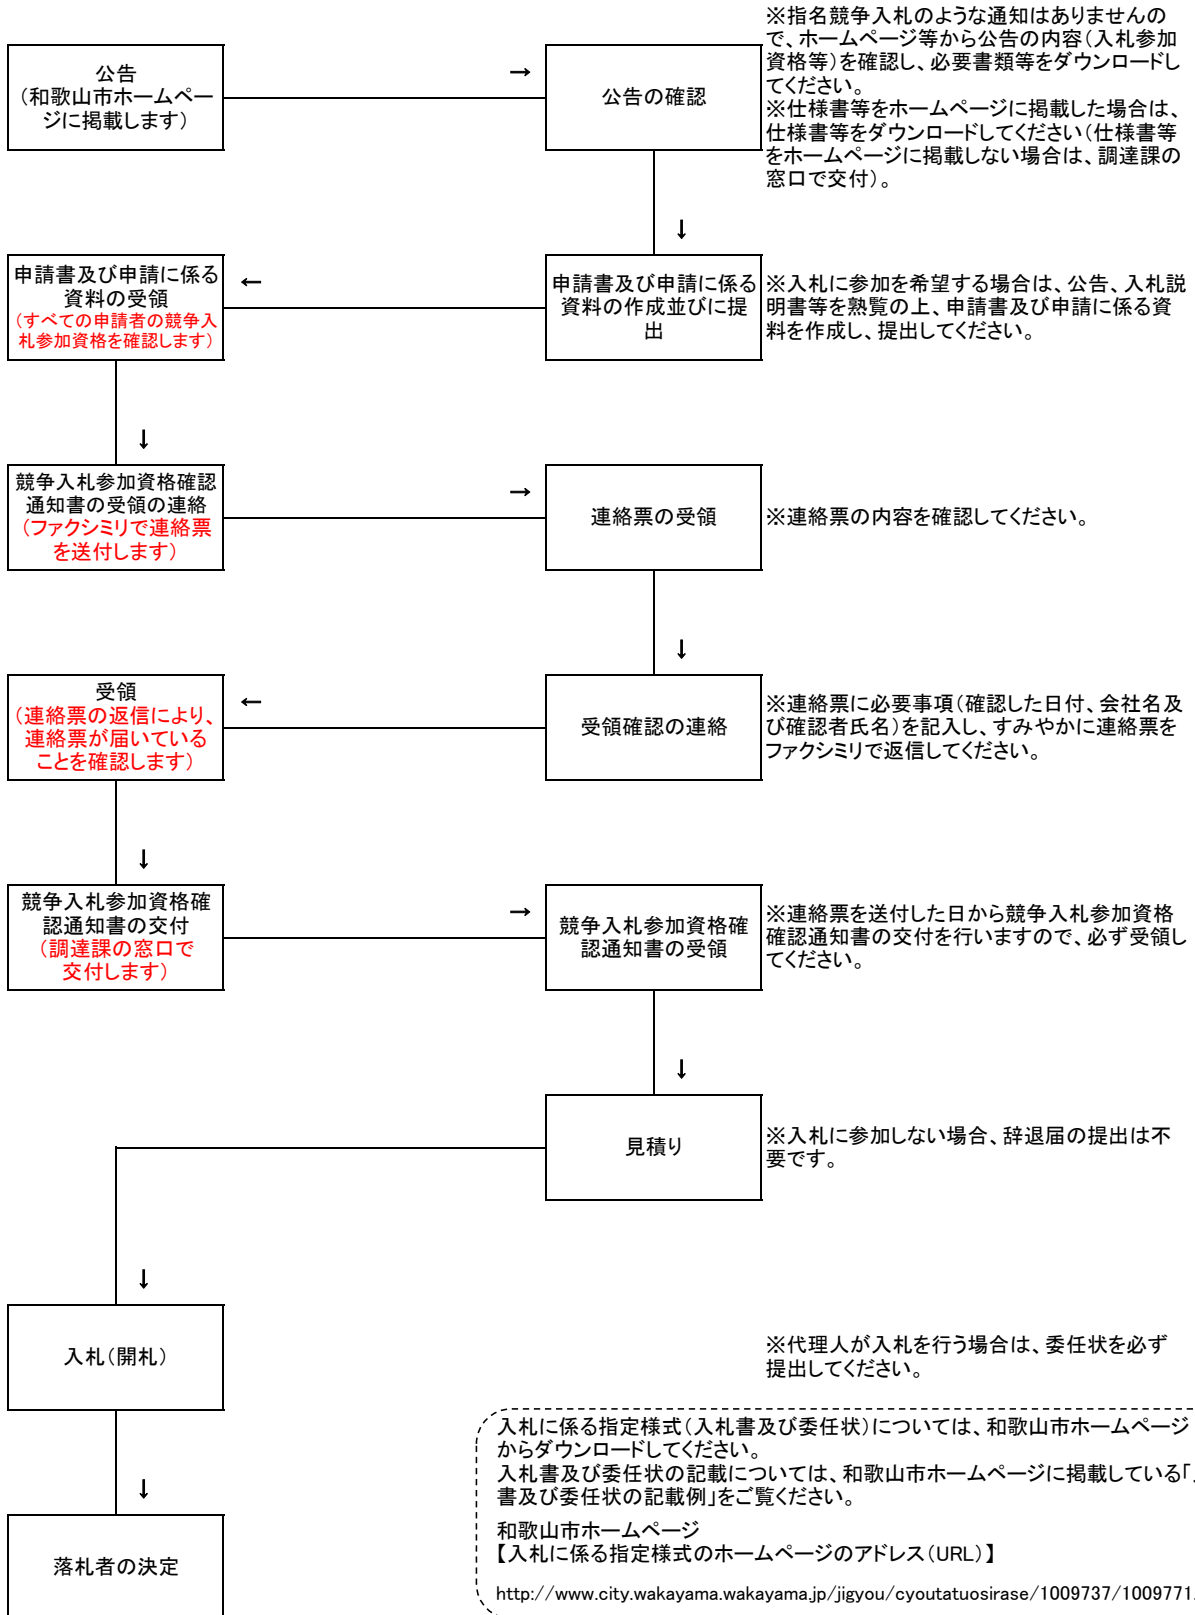 公告
（和歌山市ホームペー
ジに掲載します）
→
公告の確認
※指名競争入札のような通知はありませんの
で、ホームページ等から公告の内容（入札参加
資格等）を確認し、必要書類等をダウンロードし
てください。
※仕様書等をホームページに掲載した場合は、
仕様書等をダウンロードしてください（仕様書等
をホームページに掲載しない場合は、調達課の
窓口で交付）。
↓
申請書及び申請に係る
資料の受領
（すべての申請者の競争入
札参加資格を確認します）
←
申請書及び申請に係る
資料の作成並びに提
出
※入札に参加を希望する場合は、公告、入札説
明書等を熟覧の上、申請書及び申請に係る資
料を作成し、提出してください。
↓
競争入札参加資格確認
通知書の受領の連絡
（ファクシミリで連絡票
を送付します）
→
連絡票の受領
※連絡票の内容を確認してください。
↓
受領
（連絡票の返信により、
連絡票が届いている
ことを確認します）
←
受領確認の連絡
※連絡票に必要事項（確認した日付、会社名及
び確認者氏名）を記入し、すみやかに連絡票を
ファクシミリで返信してください。
↓
競争入札参加資格確
認通知書の交付
（調達課の窓口で
交付します）
→
競争入札参加資格確
認通知書の受領
※連絡票を送付した日から競争入札参加資格
確認通知書の交付を行いますので、必ず受領し
てください。
↓
見積り
※入札に参加しない場合、辞退届の提出は不
要です。
↓
入札（開札）
※代理人が入札を行う場合は、委任状を必ず
提出してください。
↓
落札者の決定
入札に係る指定様式（入札書及び委任状）については、和歌山市ホームページ
からダウンロードしてください。
入札書及び委任状の記載については、和歌山市ホームページに掲載している「
書及び委任状の記載例」をご覧ください。
和歌山市ホームページ
【入札に係る指定様式のホームページのアドレス（URL）】
http://www.city.wakayama.wakayama.jp/jigyou/cyoutatuosirase/1009737/1009771